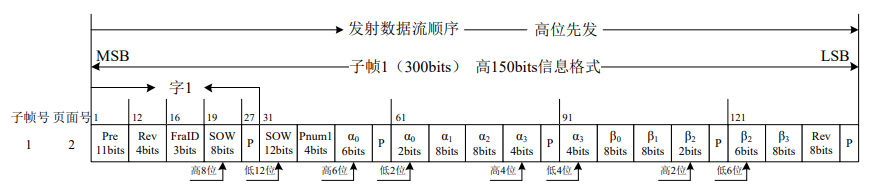 发射数据流顺序 高位先发
MSB LSB
子帧1（300bits） 高150bits信息格式
字1
子帧号 页面号 1 12 16 19 27 31 61 91 121
1 2 Pre 11bits Rev 4bits FraID 3bits SOW 8bits P SOW 12bits Pnum1 4bits α0 6bits P α0 2bits α1 8bits α2 8bits α3 4bits P α3 4bits β0 8bits β1 8bits β2 2bits P β2 6bits β3 8bits Rev 8bits P
高8位 低12位 高6位 低2位 高4位 低4位 高2位 低6位